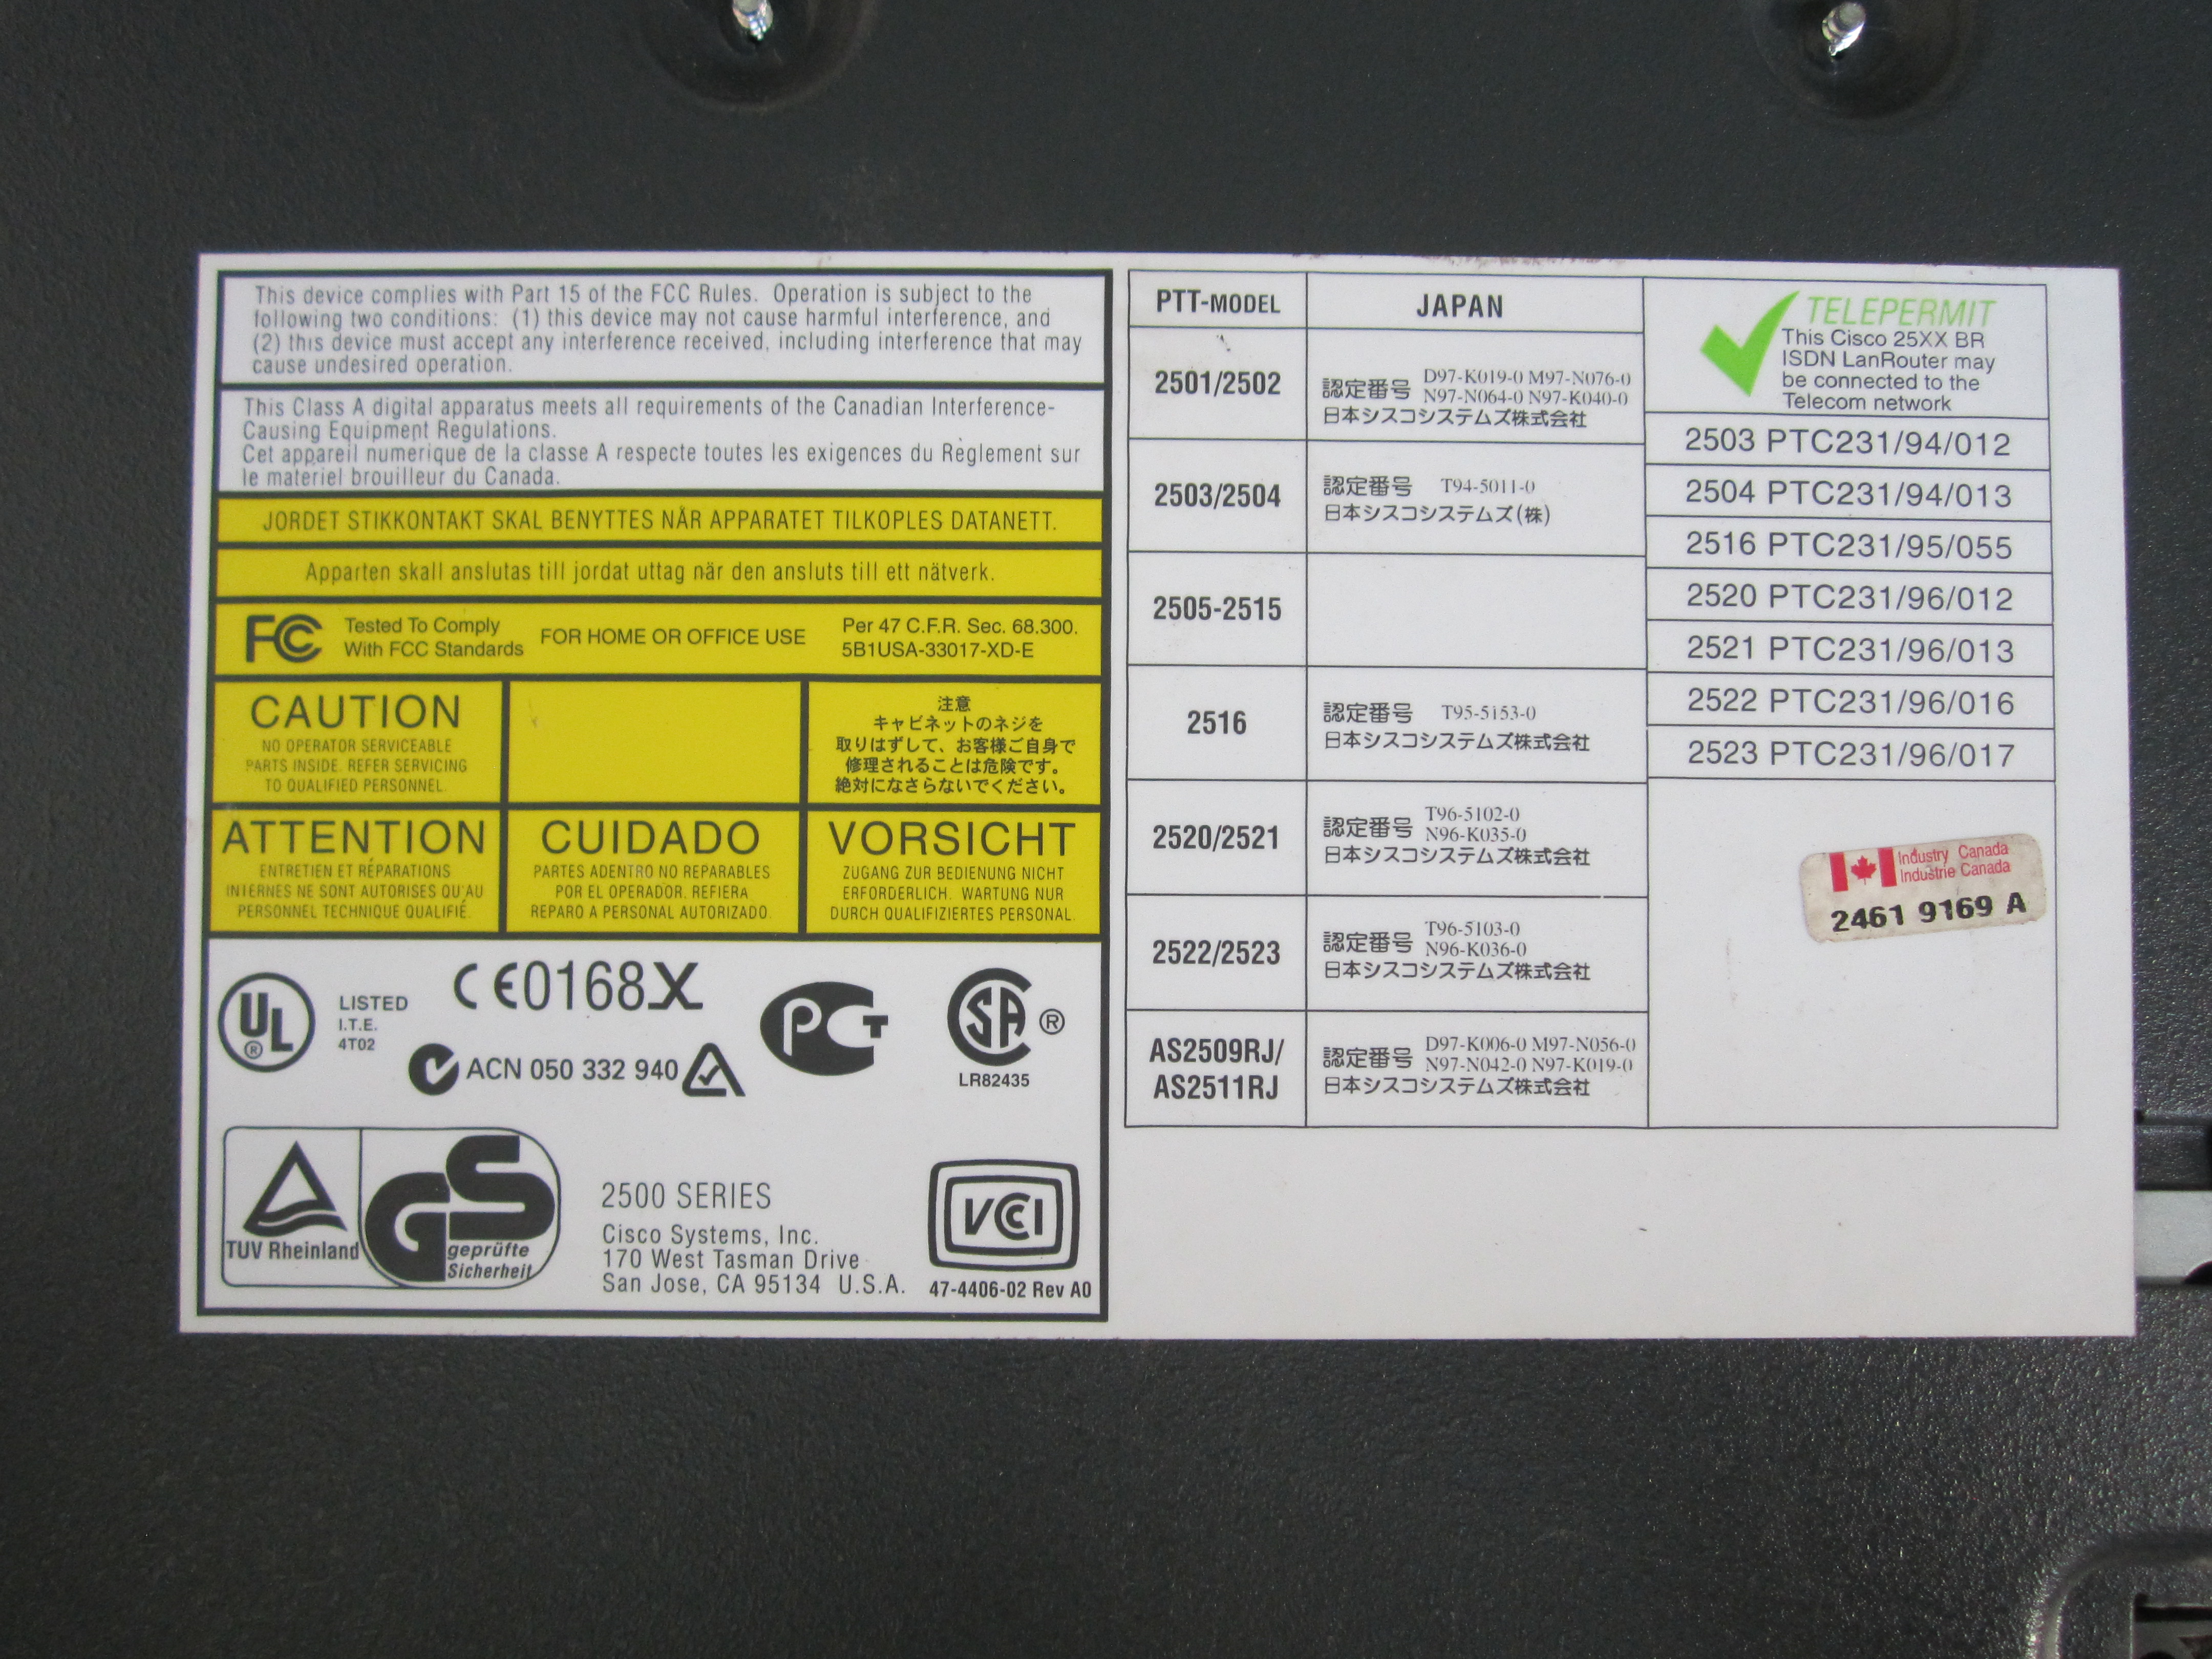 This device complies with Part 15 of the FCC Rules. Operation is subject to the
following two conditions: (1) this device may not cause harmful interference, and
(2) this device must accept any interference received, including interference that may
cause undesired operation.
This Class A digital apparatus meets all requirements of the Canadian Interference-
Causing Equipment Regulations.
Cet appareil numerique de la classe A respecte toutes les exigences du Reglement sur
le materiel brouilleur du Canada.
JORDET STIKKONTAKT SKAL BENYTTES NÅR APPARATET TILKOPLES DATANETT.
Apparten skall anslutas till jordat uttag när den ansluts till ett nätverk.
FC
Tested To Comply
With FCC Standards
FOR HOME OR OFFICE USE
Per 47 C.F.R. Sec. 68.300.
5B1USA-33017-XD-E
CAUTION
NO OPERATOR SERVICEABLE
PARTS INSIDE. REFER SERVICING
TO QUALIFIED PERSONNEL.
注意
キャビネットのネジを
取りはずして、お客様ご自身で
修理されることは危険です。
絶対になさらないでください。
ATTENTION
ENTRETIEN ET RÉPARATIONS
INTERNES NE SONT AUTORISES QU'AU
PERSONNEL TECHNIQUE QUALIFIÉ.
CUIDADO
PARTES ADENTRO NO REPARABLES
POR EL OPERADOR. REFIERA
REPARO A PERSONAL AUTORIZADO.
VORSICHT
ZUGANG ZUR BEDIENUNG NICHT
ERFORDERLICH. WARTUNG NUR
DURCH QUALIFIZIERTES PERSONAL.
UL ®
LISTED
I.T.E.
4T02
CE0168X
ACN 050 332 940
PCT
SA ®
LR82435
TUV Rheinland
GS
geprüfte
Sicherheit
2500 SERIES
Cisco Systems, Inc.
170 West Tasman Drive
San Jose, CA 95134 U.S.A.
VCCI
47-4406-02 Rev A0
PTT-MODEL
JAPAN
2501/2502
認定番号 D97-K019-0 M97-N076-0
N97-N064-0 N97-K040-0
日本シスコシステムズ株式会社
2503/2504
認定番号 T94-5011-0
日本シスコシステムズ(株)
2505-2515
2516
認定番号 T95-5153-0
日本シスコシステムズ株式会社
2520/2521
認定番号 T96-5102-0
N96-K035-0
日本シスコシステムズ株式会社
2522/2523
認定番号 T96-5103-0
N96-K036-0
日本シスコシステムズ株式会社
AS2509RJ/
AS2511RJ
認定番号 D97-K006-0 M97-N056-0
N97-N042-0 N97-K019-0
日本シスコシステムズ株式会社
TELEPERMIT
This Cisco 25XX BR
ISDN LanRouter may
be connected to the
Telecom network
2503 PTC231/94/012
2504 PTC231/94/013
2516 PTC231/95/055
2520 PTC231/96/012
2521 PTC231/96/013
2522 PTC231/96/016
2523 PTC231/96/017
Industry Canada
Industrie Canada
2461 9169 A